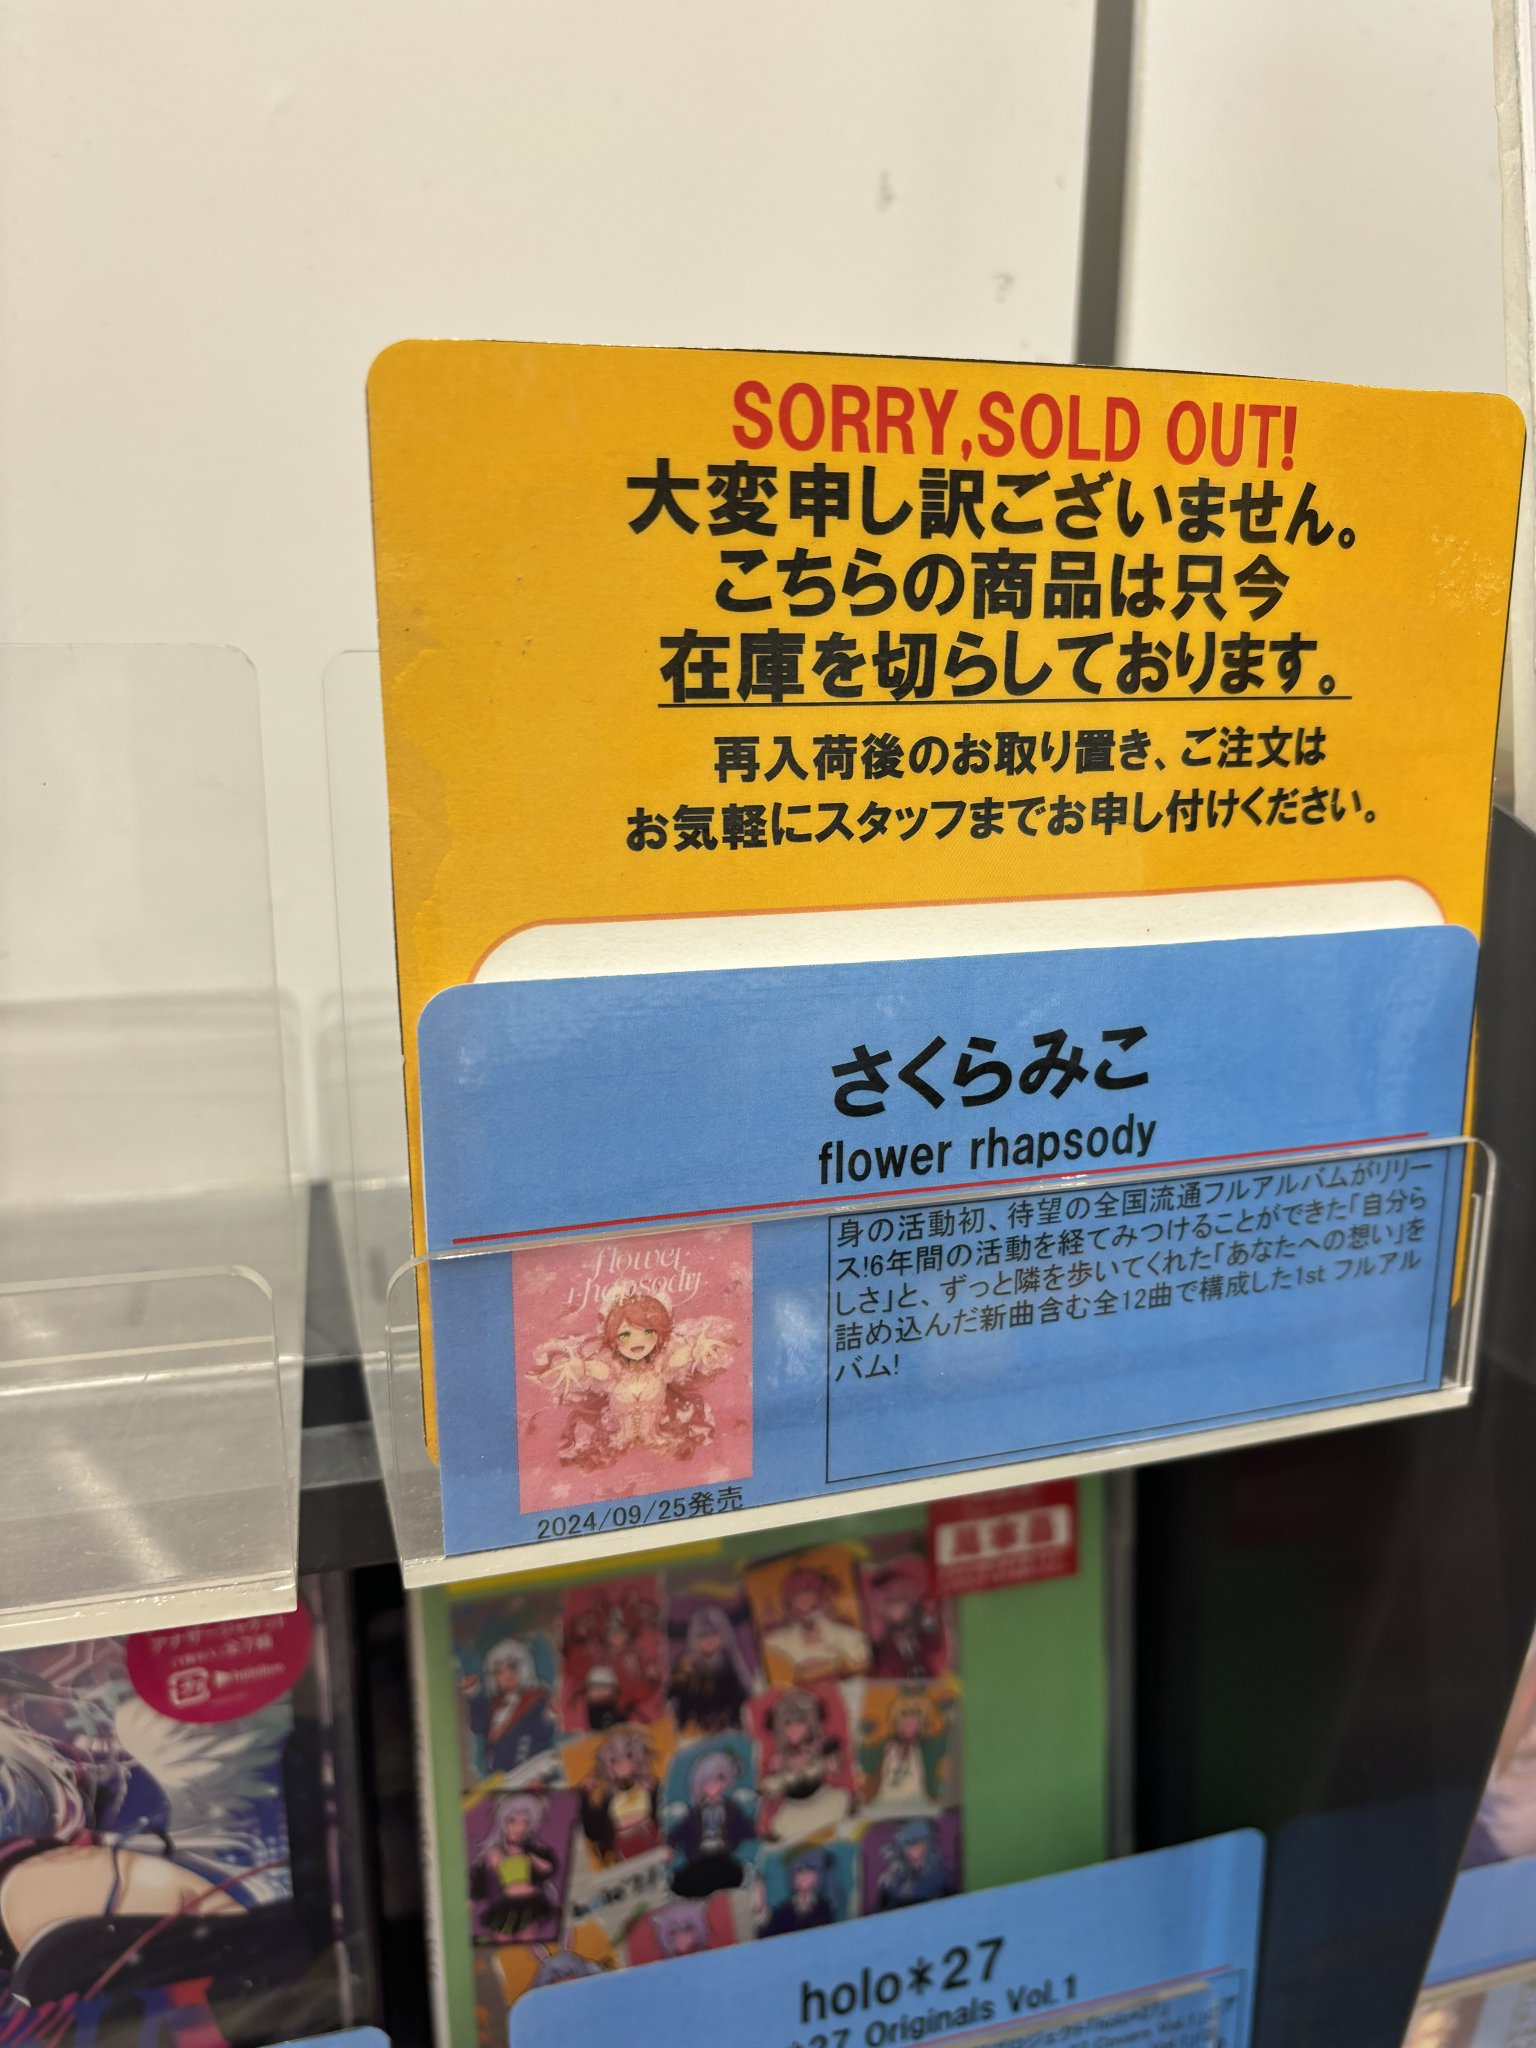 SORRY,SOLD OUT!
大変申し訳ございません。
こちらの商品は只今
在庫を切らしております。
再入荷後のお取り置き、ご注文は
お気軽にスタッフまでお申し付けください。
さくらみこ
flower rhapsody
身の活動初、待望の全国流通フルアルバムがリリー
ス!6年間の活動を経てみつけることができた「自分ら
しさ」と、ずっと隣を歩いてくれた「あなたへの想い」を
詰め込んだ新曲含む全12曲で構成した1st フルアル
バム!
flower
rhapsody
2024/09/25発売
holo*27
Originals Vol.1